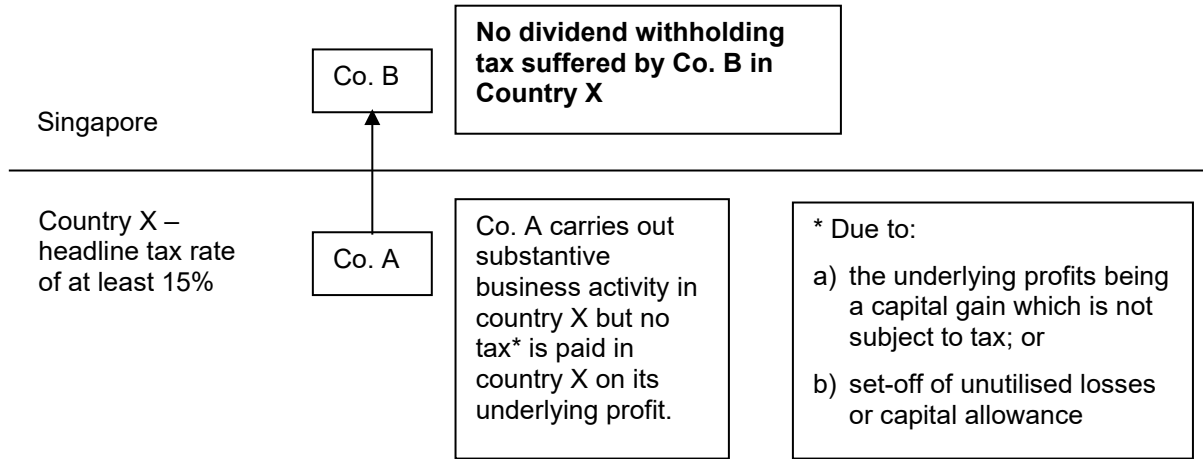 No dividend withholding
tax suffered by Co. B in
Country X
Co. B
Singapore
Country X –
headline tax rate
of at least 15%
Co. A
Co. A carries out
substantive
business activity in
country X but no
tax* is paid in
country X on its
underlying profit.
* Due to:
a) the underlying profits being
a capital gain which is not
subject to tax; or
b) set-off of unutilised losses
or capital allowance